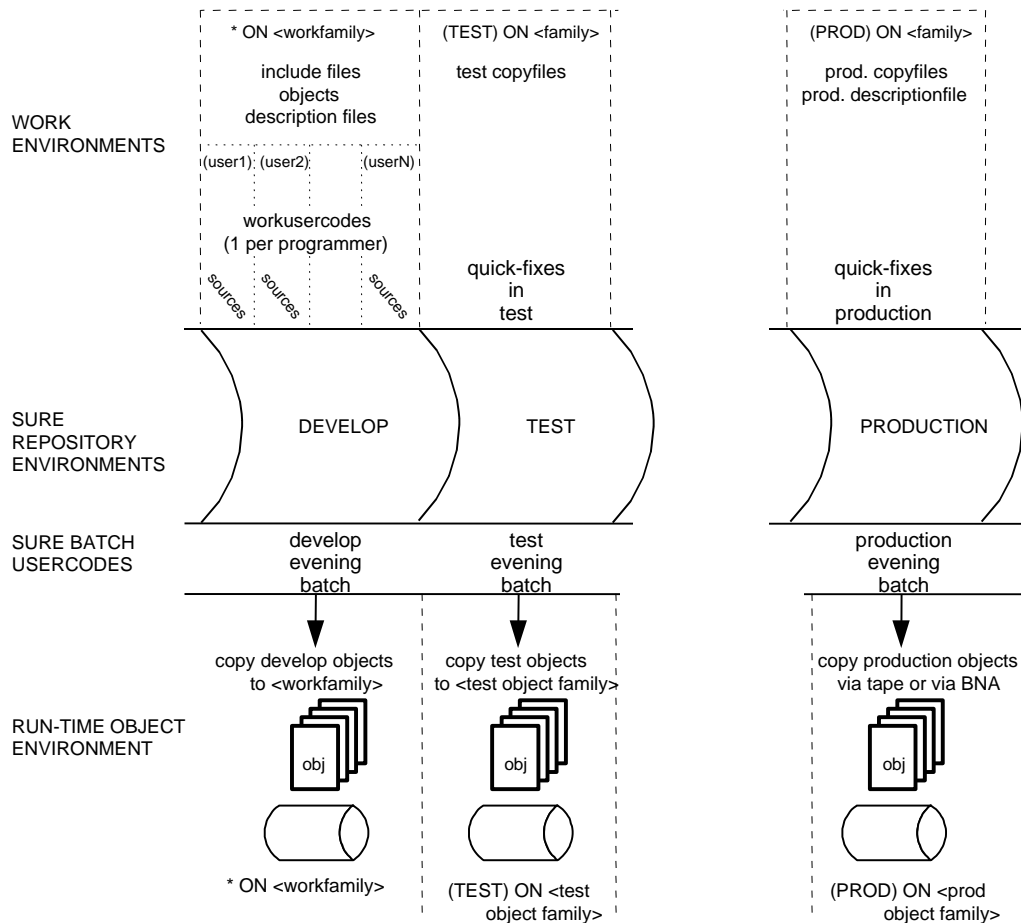 * ON <workfamily>
(TEST) ON <family>
(PROD) ON <family>
include files
objects
description files
test copyfiles
prod. copyfiles
prod. descriptionfile
WORK
ENVIRONMENTS
(user1)
(user2)
(userN)
workusercodes
(1 per programmer)
sources
sources
sources
quick-fixes
in
test
quick-fixes
in
production
SURE
REPOSITORY
ENVIRONMENTS
DEVELOP
TEST
PRODUCTION
SURE BATCH
USERCODES
develop
evening
batch
test
evening
batch
production
evening
batch
copy develop objects
to <workfamily>
copy test objects
to <test object family>
copy production objects
via tape or via BNA
RUN-TIME OBJECT
ENVIRONMENT
obj
obj
obj
* ON <workfamily>
(TEST) ON <test
object family>
(PROD) ON <prod
object family>